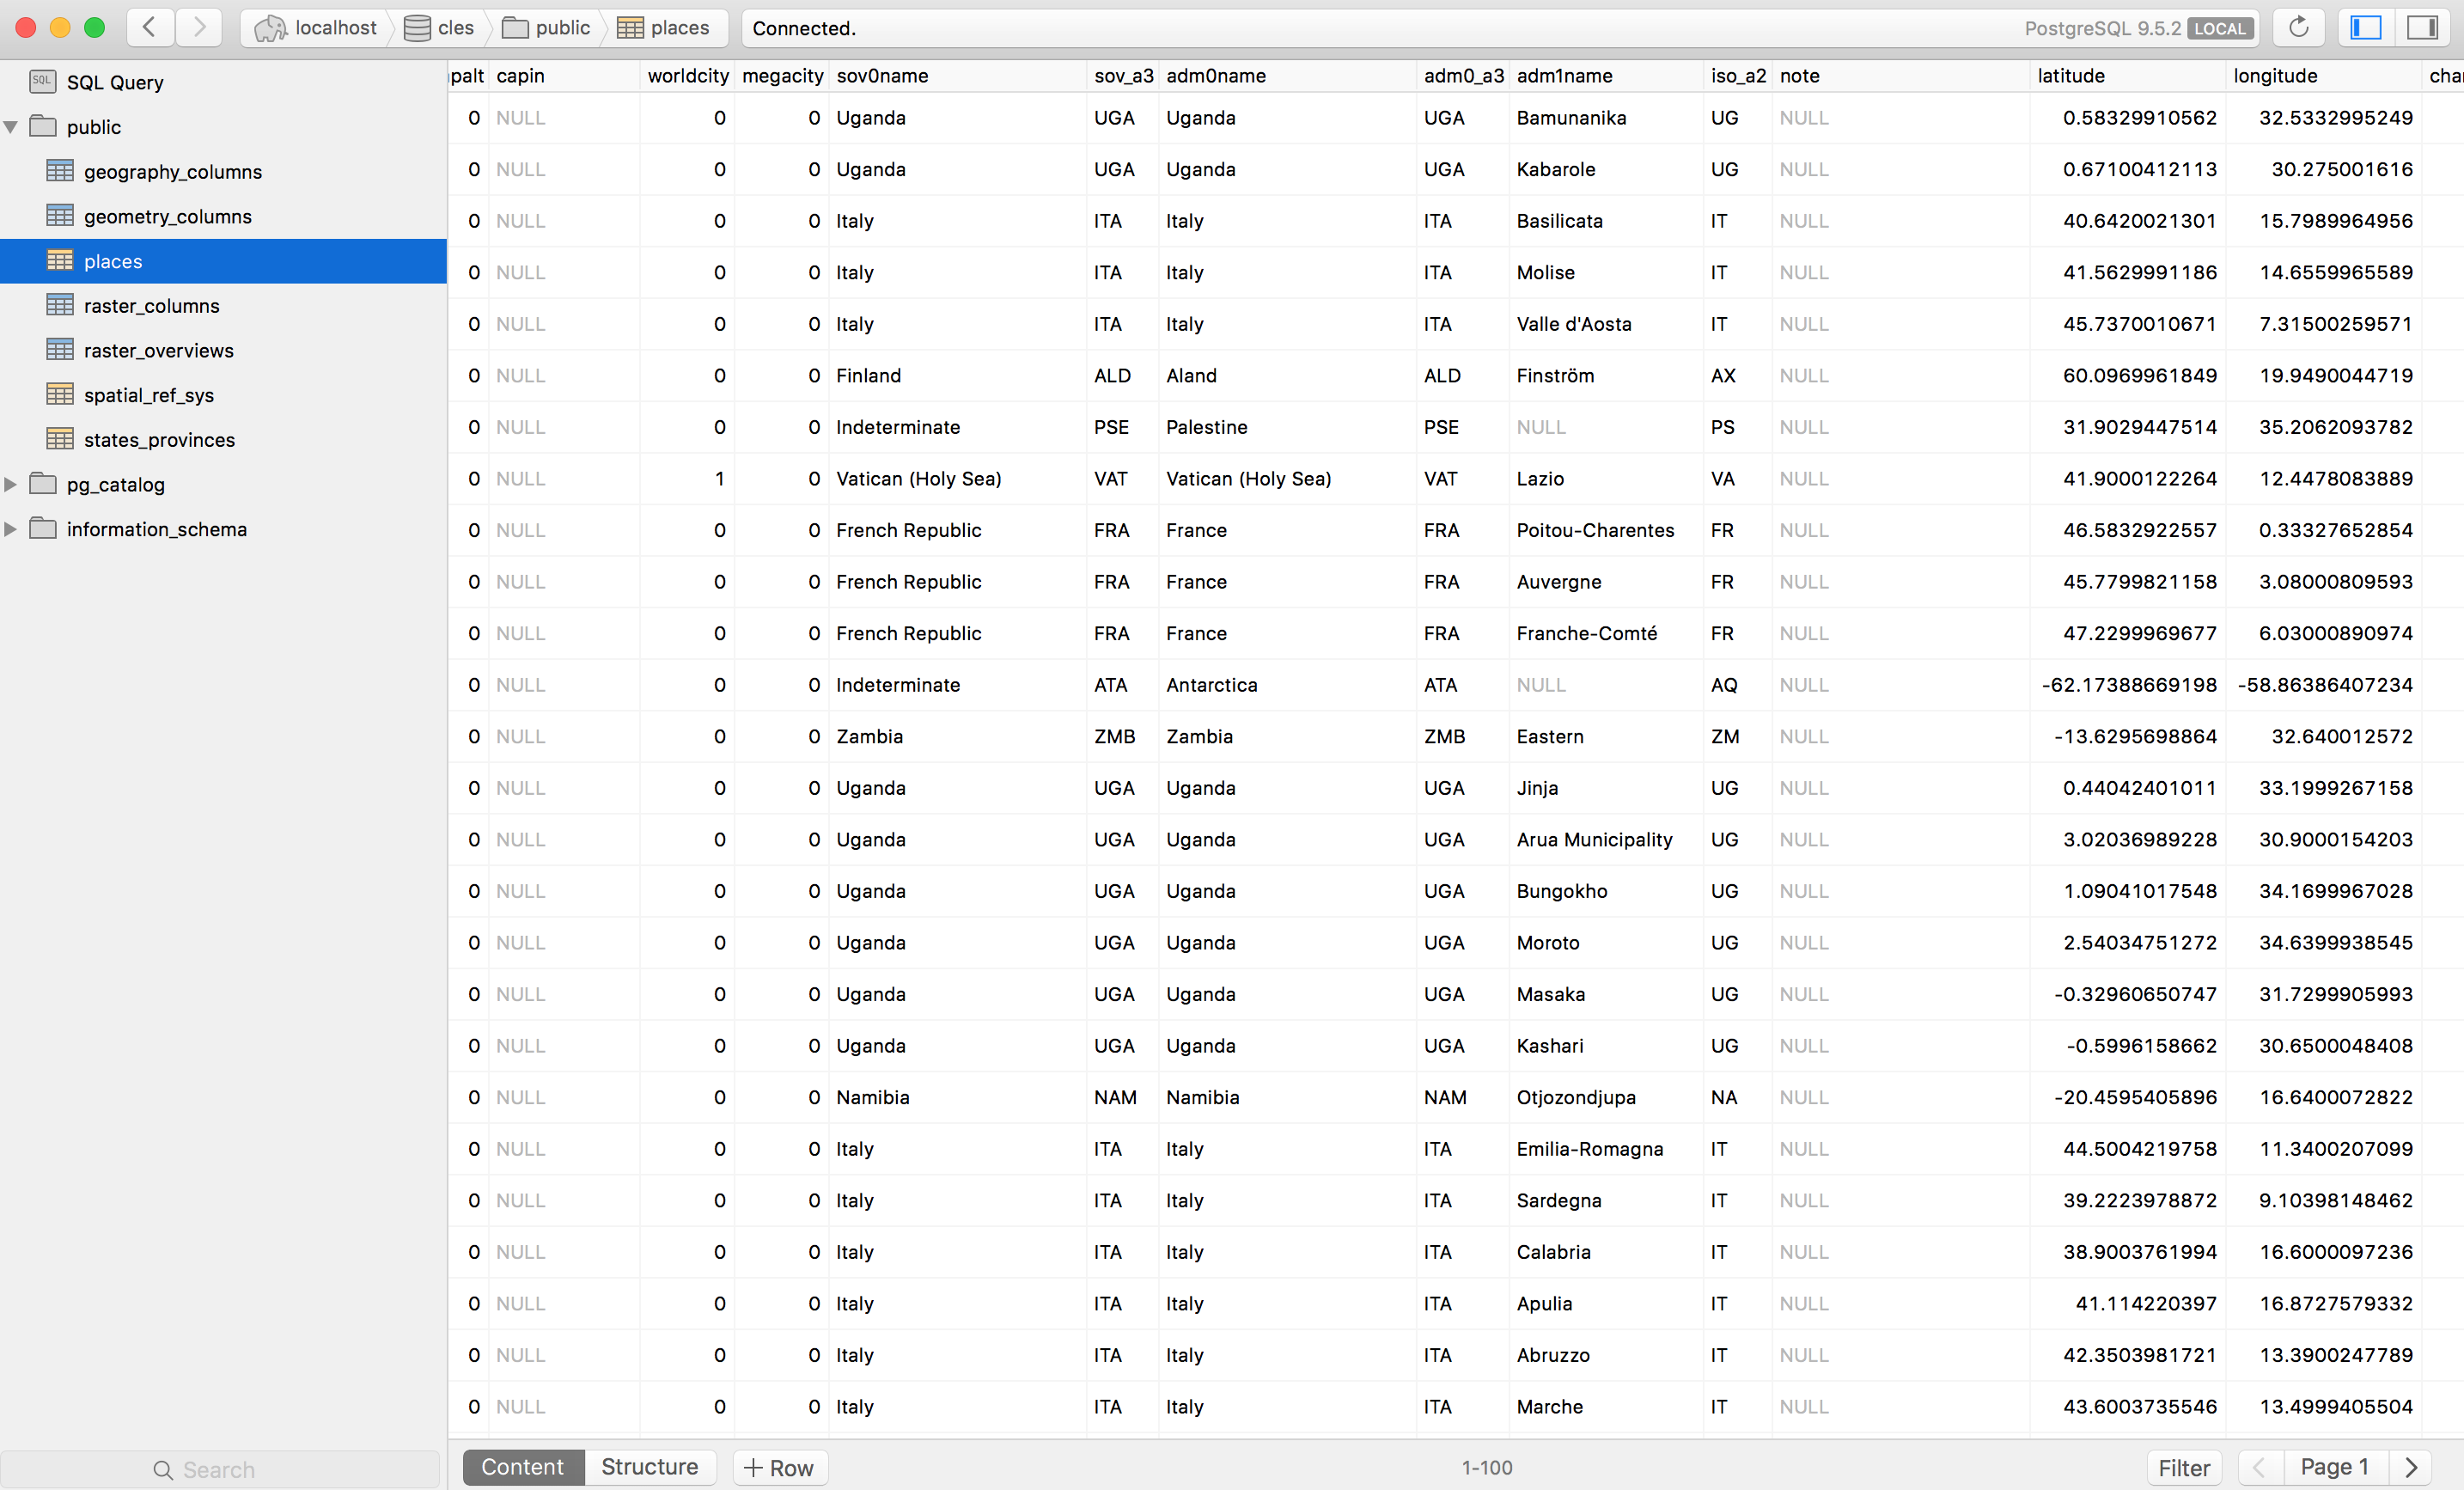 localhost cles public places Connected. PostgreSQL 9.5.2 LOCAL
SQL Query
public
geography_columns
geometry_columns
places
raster_columns
raster_overviews
spatial_ref_sys
states_provinces
pg_catalog
information_schema
Search
palt capin worldcity megacity sov0name sov_a3 adm0name adm0_a3 adm1name iso_a2 note latitude longitude cha
0 NULL 0 0 Uganda UGA Uganda UGA Bamunanika UG NULL 0.58329910562 32.5332995249
0 NULL 0 0 Uganda UGA Uganda UGA Kabarole UG NULL 0.67100412113 30.275001616
0 NULL 0 0 Italy ITA Italy ITA Basilicata IT NULL 40.6420021301 15.7989964956
0 NULL 0 0 Italy ITA Italy ITA Molise IT NULL 41.5629991186 14.6559965589
0 NULL 0 0 Italy ITA Italy ITA Valle d'Aosta IT NULL 45.7370010671 7.31500259571
0 NULL 0 0 Finland ALD Aland ALD Finström AX NULL 60.0969961849 19.9490044719
0 NULL 0 0 Indeterminate PSE Palestine PSE NULL PS NULL 31.9029447514 35.2062093782
0 NULL 1 0 Vatican (Holy Sea) VAT Vatican (Holy Sea) VAT Lazio VA NULL 41.9000122264 12.4478083889
0 NULL 0 0 French Republic FRA France FRA Poitou-Charentes FR NULL 46.5832922557 0.33327652854
0 NULL 0 0 French Republic FRA France FRA Auvergne FR NULL 45.7799821158 3.08000809593
0 NULL 0 0 French Republic FRA France FRA Franche-Comté FR NULL 47.2299969677 6.03000890974
0 NULL 0 0 Indeterminate ATA Antarctica ATA NULL AQ NULL -62.17388669198 -58.86386407234
0 NULL 0 0 Zambia ZMB Zambia ZMB Eastern ZM NULL -13.6295698864 32.640012572
0 NULL 0 0 Uganda UGA Uganda UGA Jinja UG NULL 0.44042401011 33.1999267158
0 NULL 0 0 Uganda UGA Uganda UGA Arua Municipality UG NULL 3.02036989228 30.9000154203
0 NULL 0 0 Uganda UGA Uganda UGA Bungokho UG NULL 1.09041017548 34.1699967028
0 NULL 0 0 Uganda UGA Uganda UGA Moroto UG NULL 2.54034751272 34.6399938545
0 NULL 0 0 Uganda UGA Uganda UGA Masaka UG NULL -0.32960650747 31.7299905993
0 NULL 0 0 Uganda UGA Uganda UGA Kashari UG NULL -0.5996158662 30.6500048408
0 NULL 0 0 Namibia NAM Namibia NAM Otjozondjupa NA NULL -20.4595405896 16.6400072822
0 NULL 0 0 Italy ITA Italy ITA Emilia-Romagna IT NULL 44.5004219758 11.3400207099
0 NULL 0 0 Italy ITA Italy ITA Sardegna IT NULL 39.2223978872 9.10398148462
0 NULL 0 0 Italy ITA Italy ITA Calabria IT NULL 38.9003761994 16.6000097236
0 NULL 0 0 Italy ITA Italy ITA Apulia IT NULL 41.114220397 16.8727579332
0 NULL 0 0 Italy ITA Italy ITA Abruzzo IT NULL 42.3503981721 13.3900247789
0 NULL 0 0 Italy ITA Italy ITA Marche IT NULL 43.6003735546 13.4999405504
Content Structure + Row 1-100 Filter Page 1